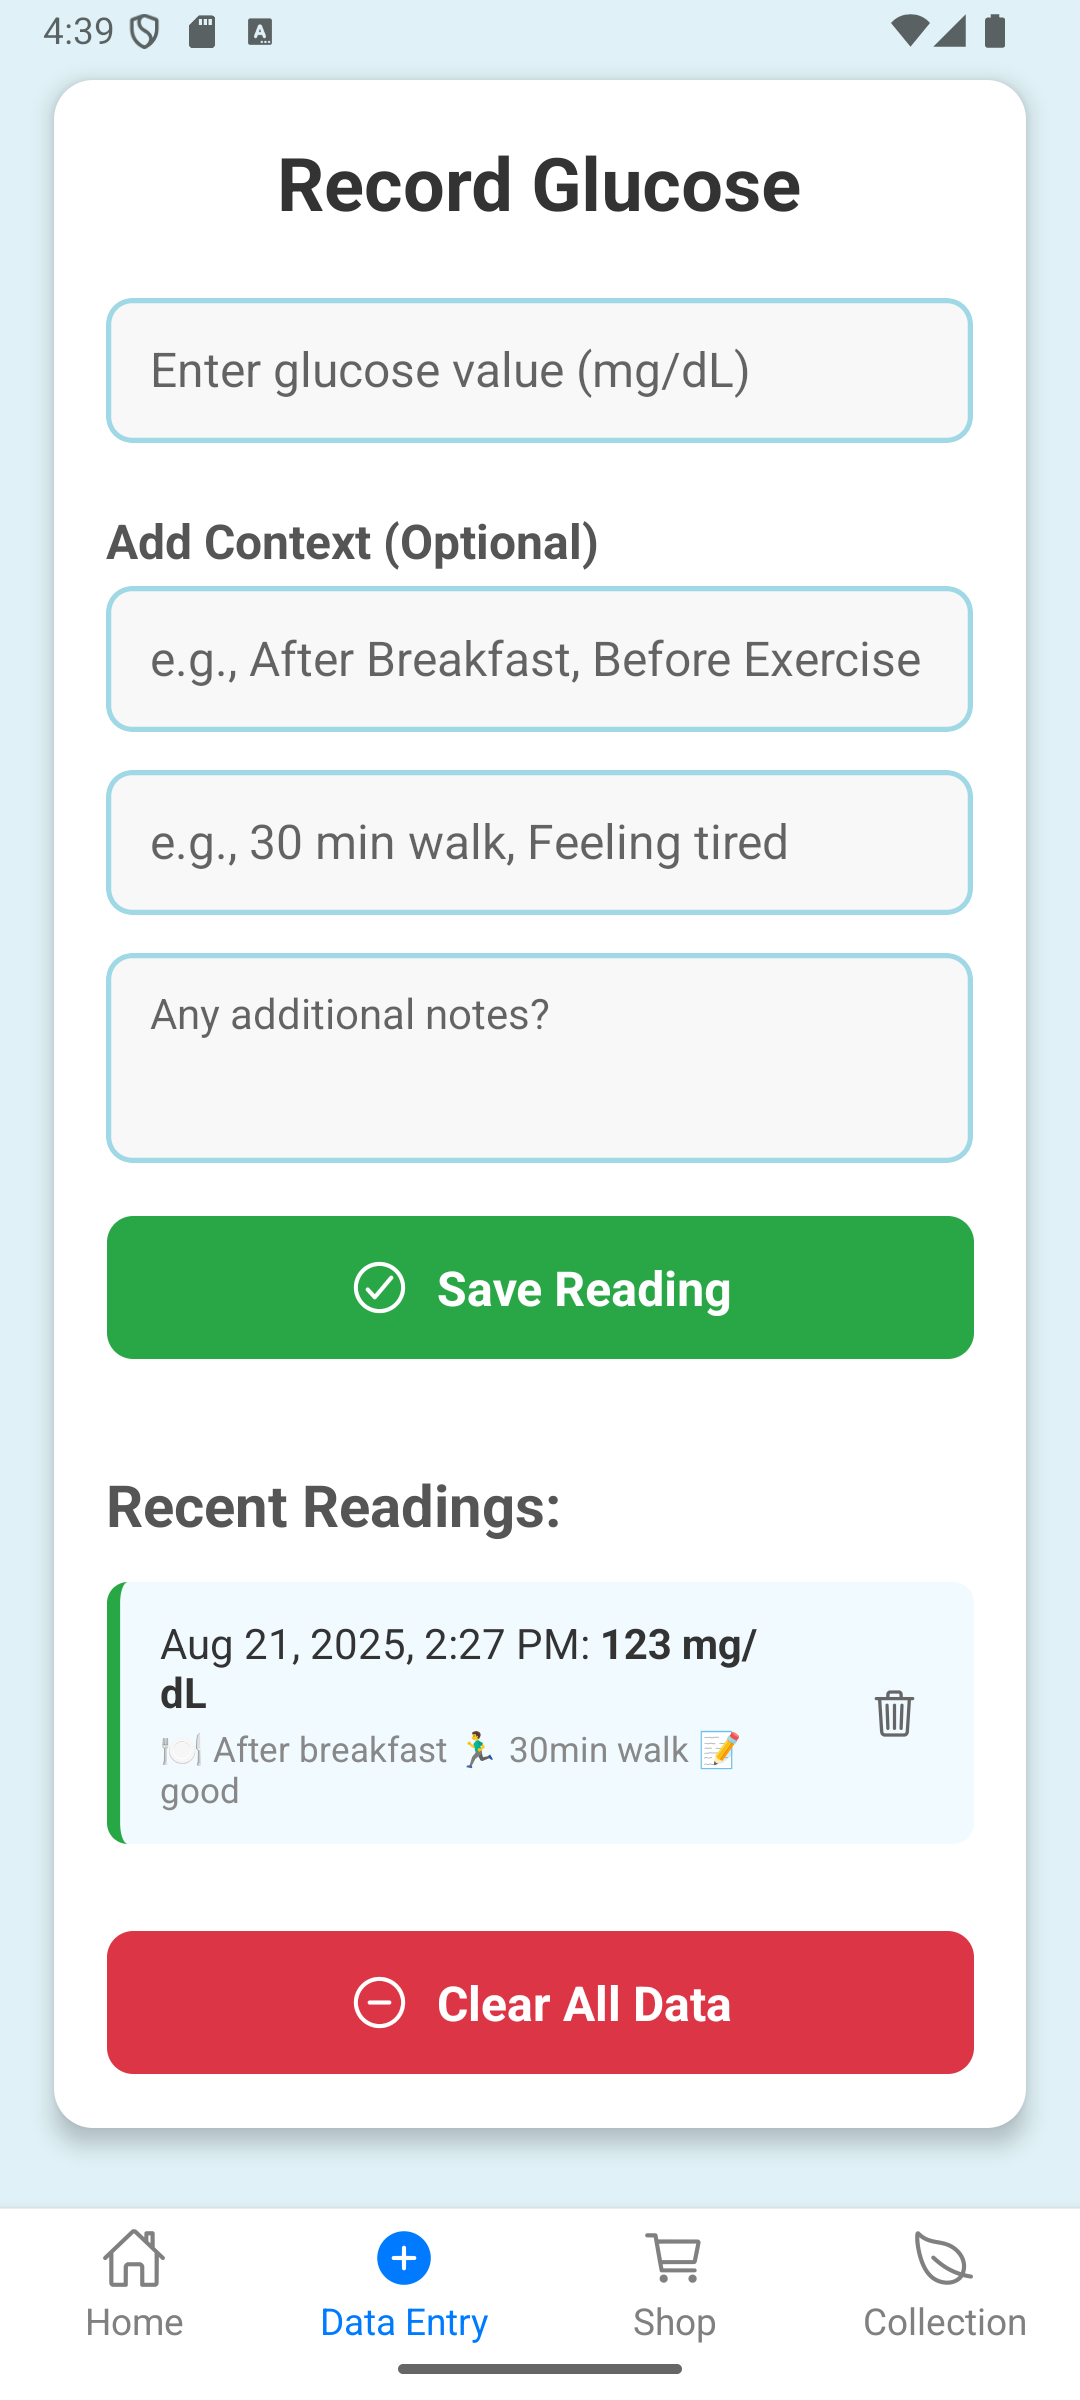 4:39
Record Glucose
Enter glucose value (mg/dL)
Add Context (Optional)
e.g., After Breakfast, Before Exercise
e.g., 30 min walk, Feeling tired
Any additional notes?
Save Reading
Recent Readings:
Aug 21, 2025, 2:27 PM: 123 mg/
dL
🍽️ After breakfast 🏃‍♂️ 30min walk 📝
good
Clear All Data
Home
Data Entry
Shop
Collection